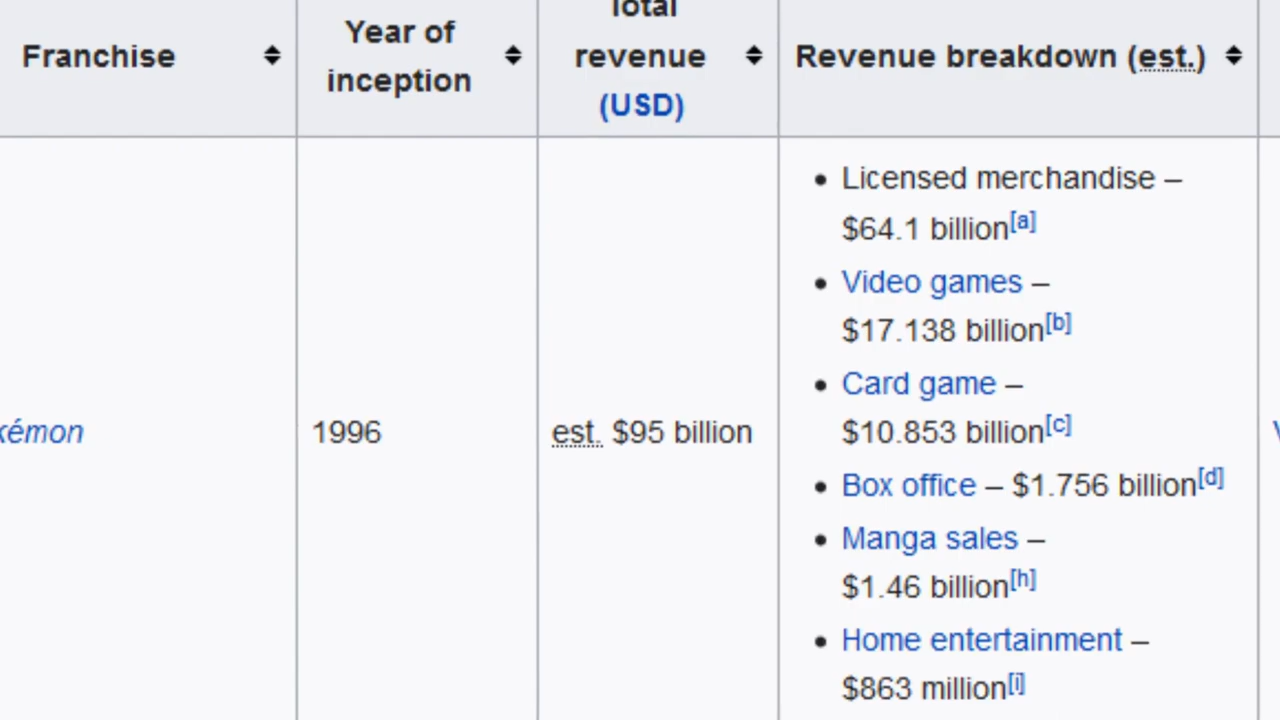 Franchise
Year of
inception
Total
revenue
(USD)
Revenue breakdown (est.)
kémon
1996
est. $95 billion
Licensed merchandise –
$64.1 billion[a]
Video games –
$17.138 billion[b]
Card game –
$10.853 billion[c]
Box office – $1.756 billion[d]
Manga sales –
$1.46 billion[h]
Home entertainment –
$863 million[i]